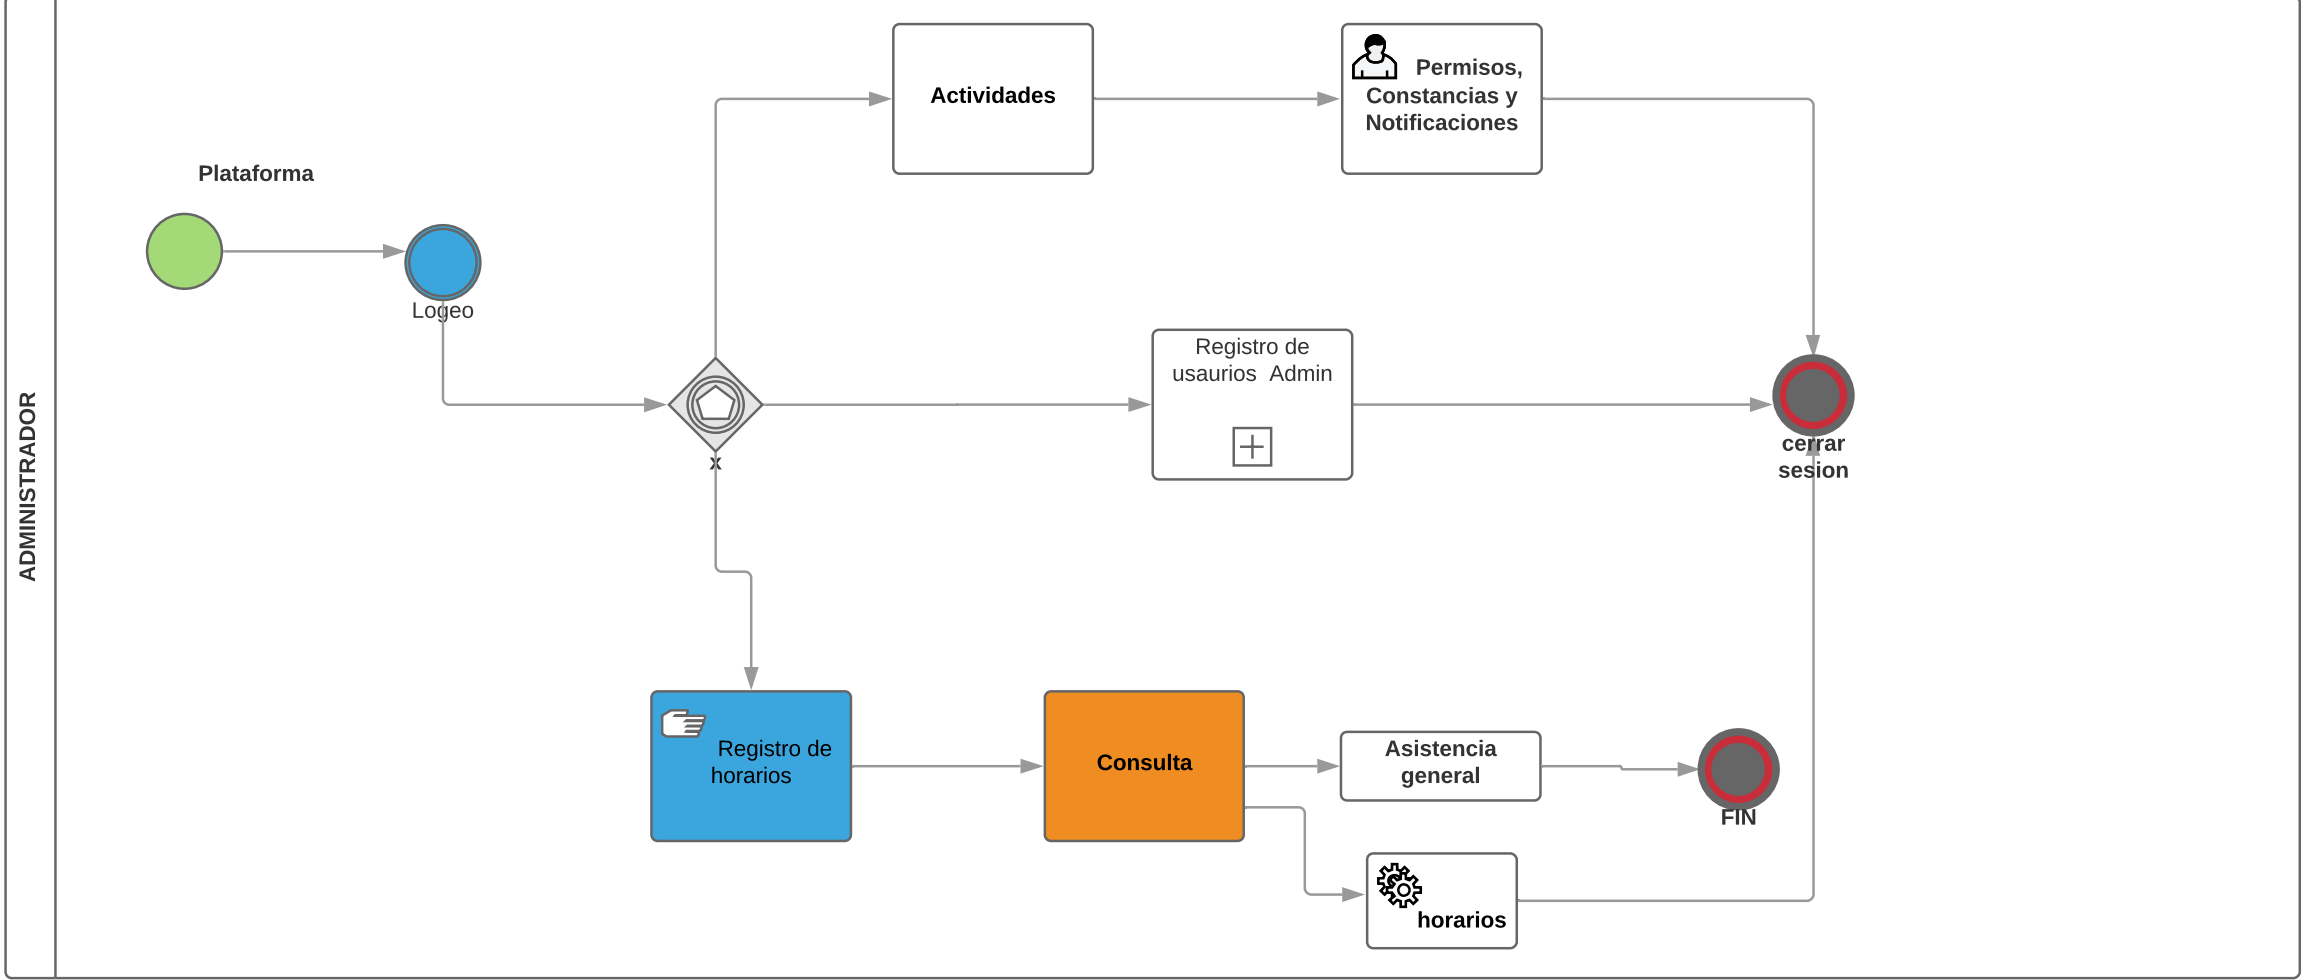 ADMINISTRADOR
Plataforma
Logeo
x
Actividades
Permisos,
Constancias y
Notificaciones
Registro de
usaurios  Admin
cerrar
sesion
Registro de
horarios
Consulta
Asistencia
general
FIN
horarios